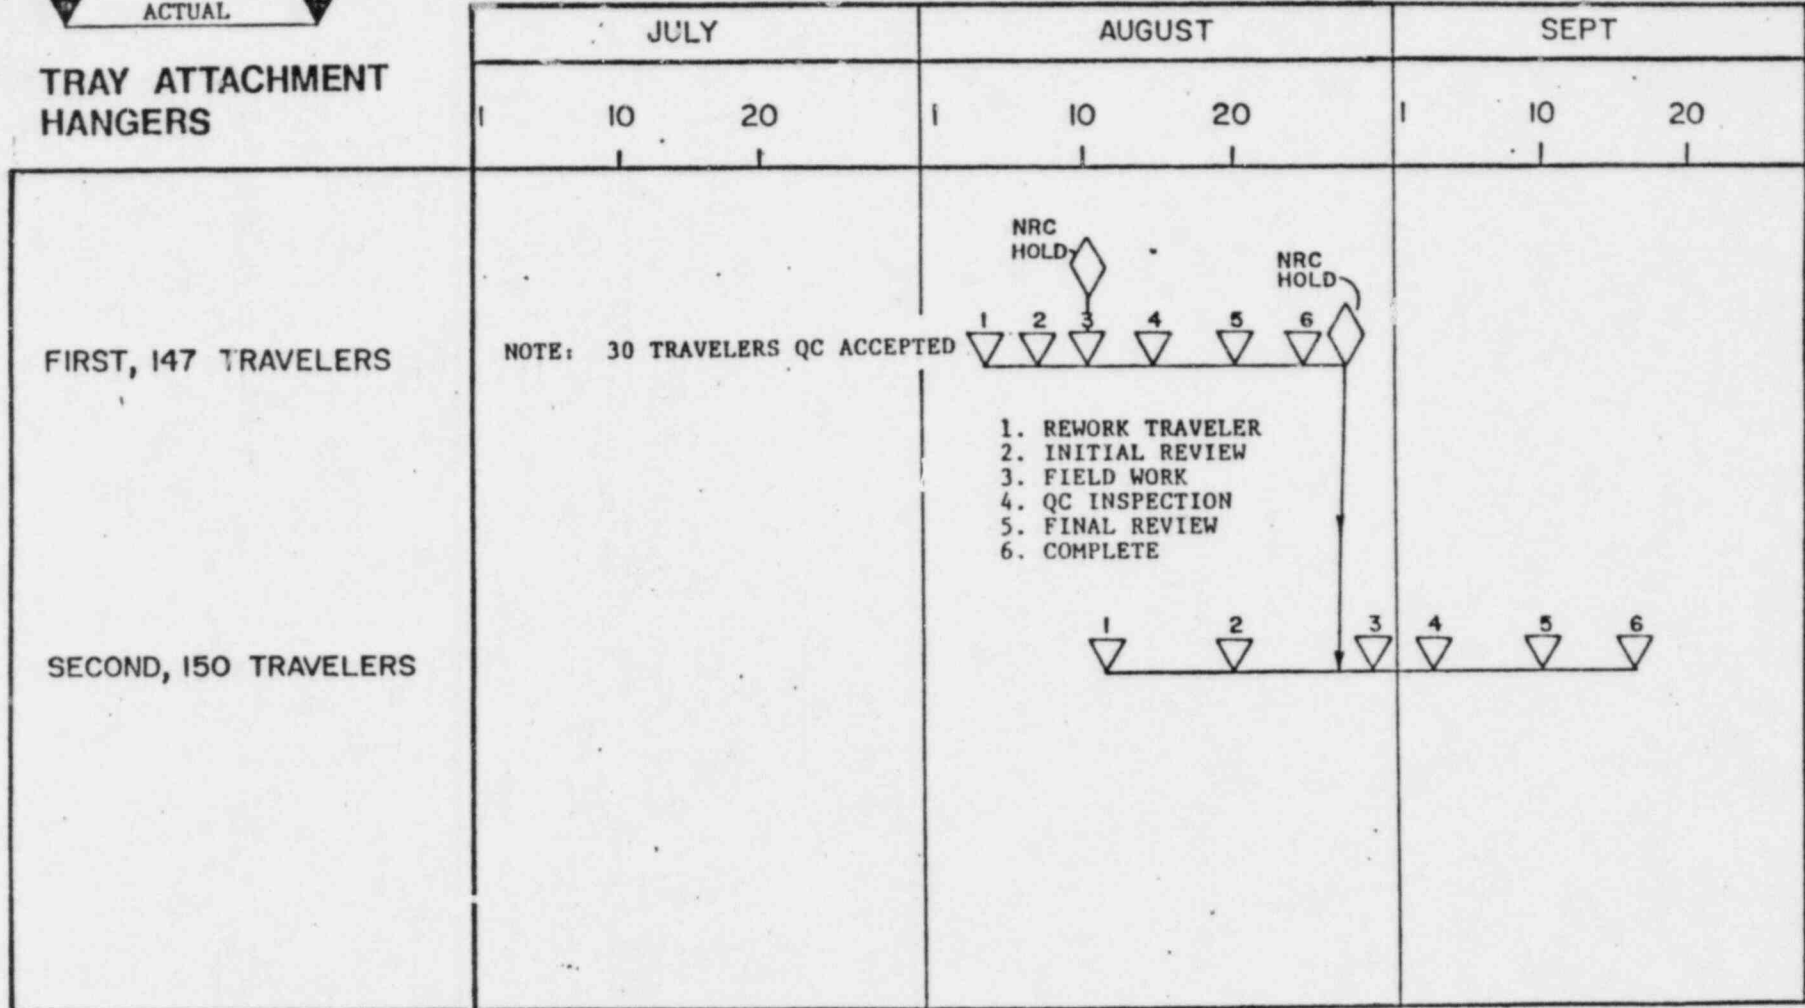 ACTUAL
TRAY ATTACHMENT
HANGERS
JULY AUGUST SEPT
1 10 20 1 10 20 1 10 20
NRC
HOLD
NRC
HOLD
1 2 3 4 5 6
FIRST, 147 TRAVELERS
NOTE: 30 TRAVELERS QC ACCEPTED
1. REWORK TRAVELER
2. INITIAL REVIEW
3. FIELD WORK
4. QC INSPECTION
5. FINAL REVIEW
6. COMPLETE
1 2 3 4 5 6
SECOND, 150 TRAVELERS